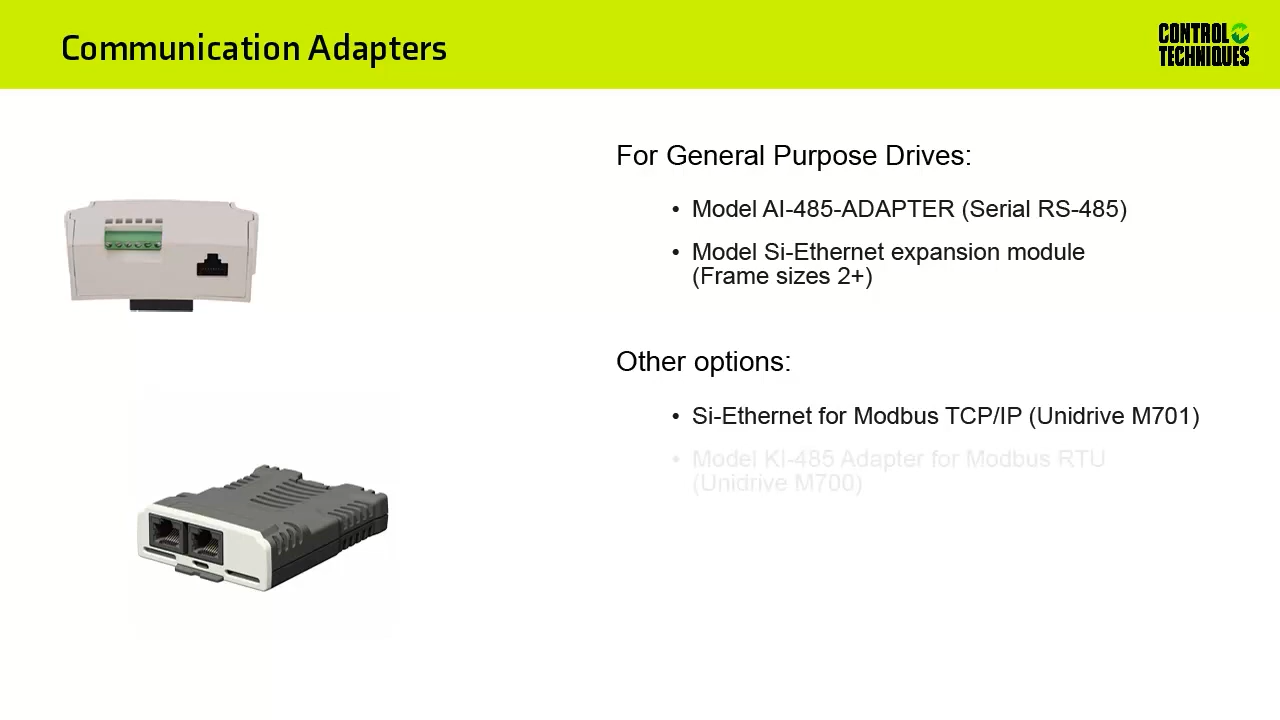 Communication Adapters
CONTROL
TECHNIQUES
For General Purpose Drives:
• Model AI-485-ADAPTER (Serial RS-485)
• Model Si-Ethernet expansion module
(Frame sizes 2+)
Other options:
• Si-Ethernet for Modbus TCP/IP (Unidrive M701)
• Model KI-485 Adapter for Modbus RTU
(Unidrive M700)